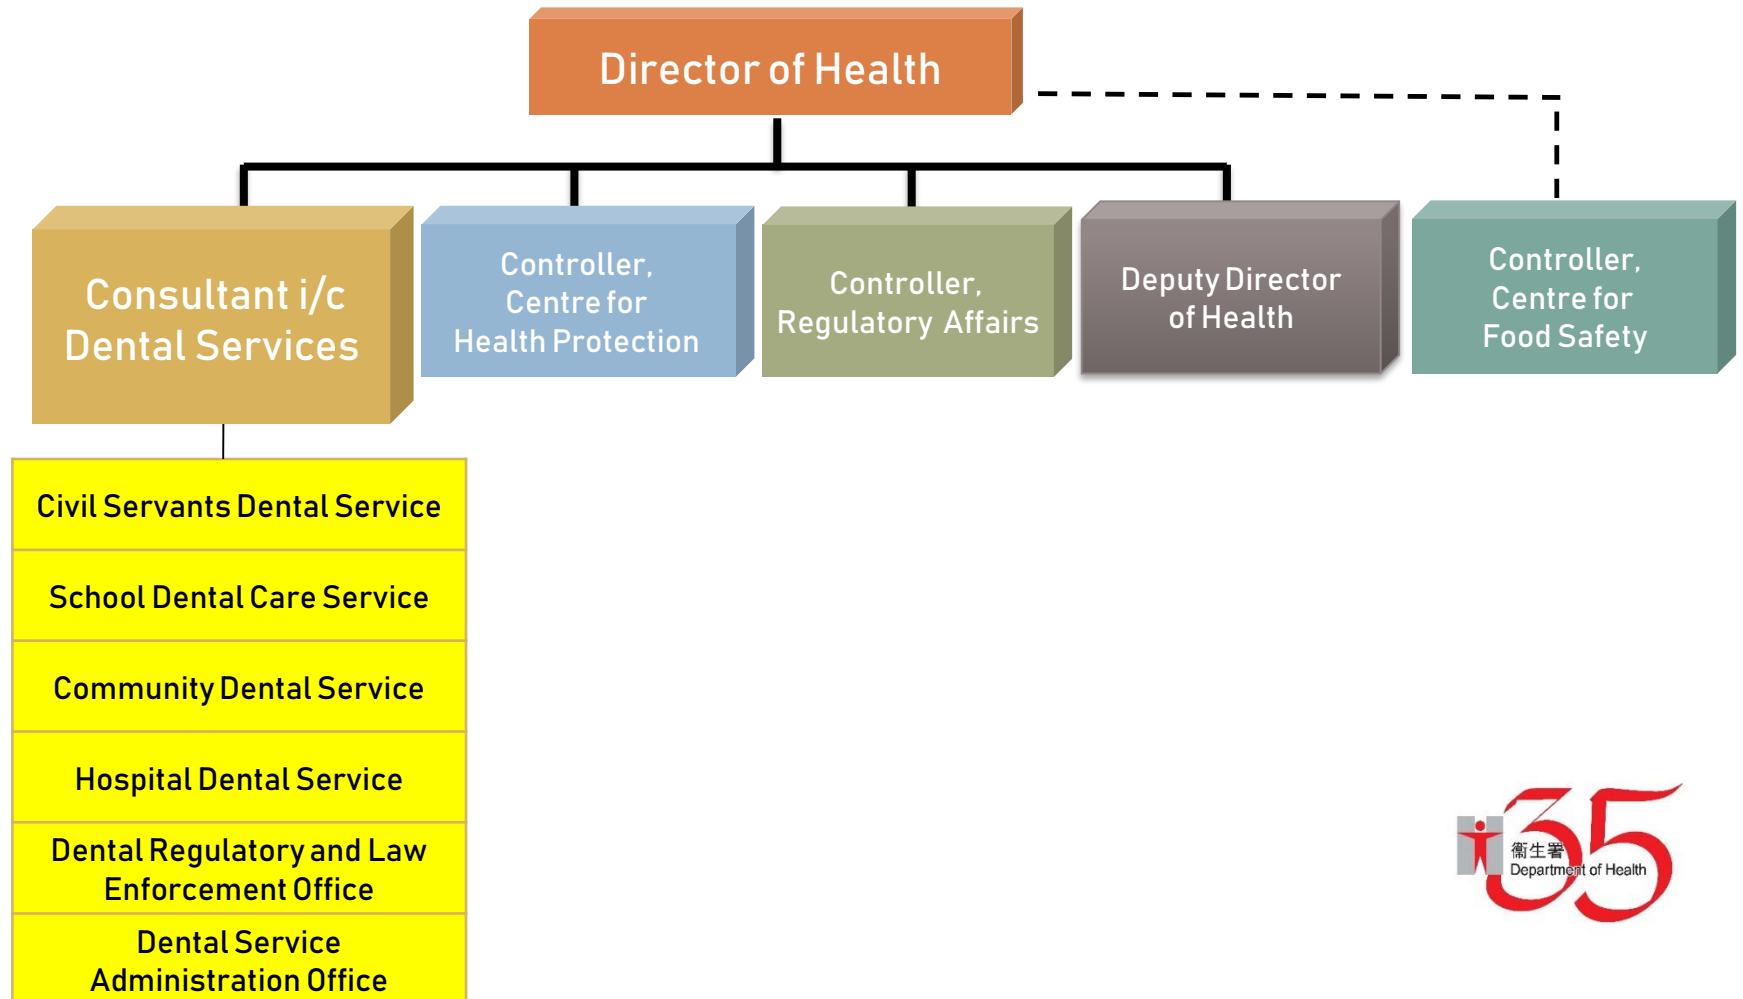 Director of Health
Consultant i/c
Dental Services
Controller,
Centre for
Health Protection
Controller,
Regulatory Affairs
Deputy Director
of Health
Controller,
Centre for
Food Safety
Civil Servants Dental Service
School Dental Care Service
Community Dental Service
Hospital Dental Service
Dental Regulatory and Law
Enforcement Office
Dental Service
Administration Office
35
衞生署
Department of Health